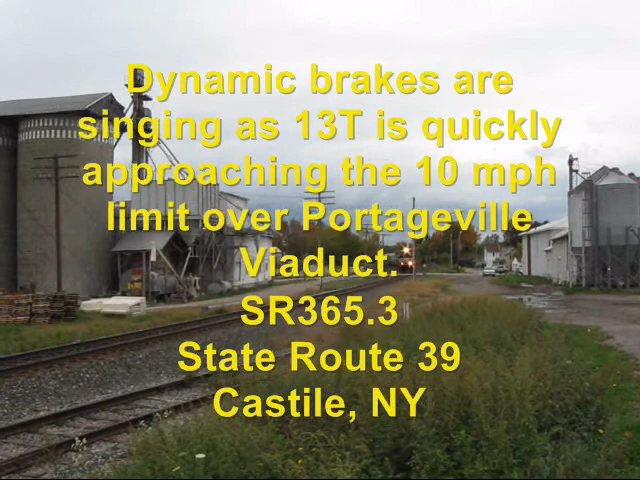 Dynamic brakes are
singing as 13T is quickly
approaching the 10 mph
limit over Portageville
Viaduct.
SR365.3
State Route 39
Castile, NY